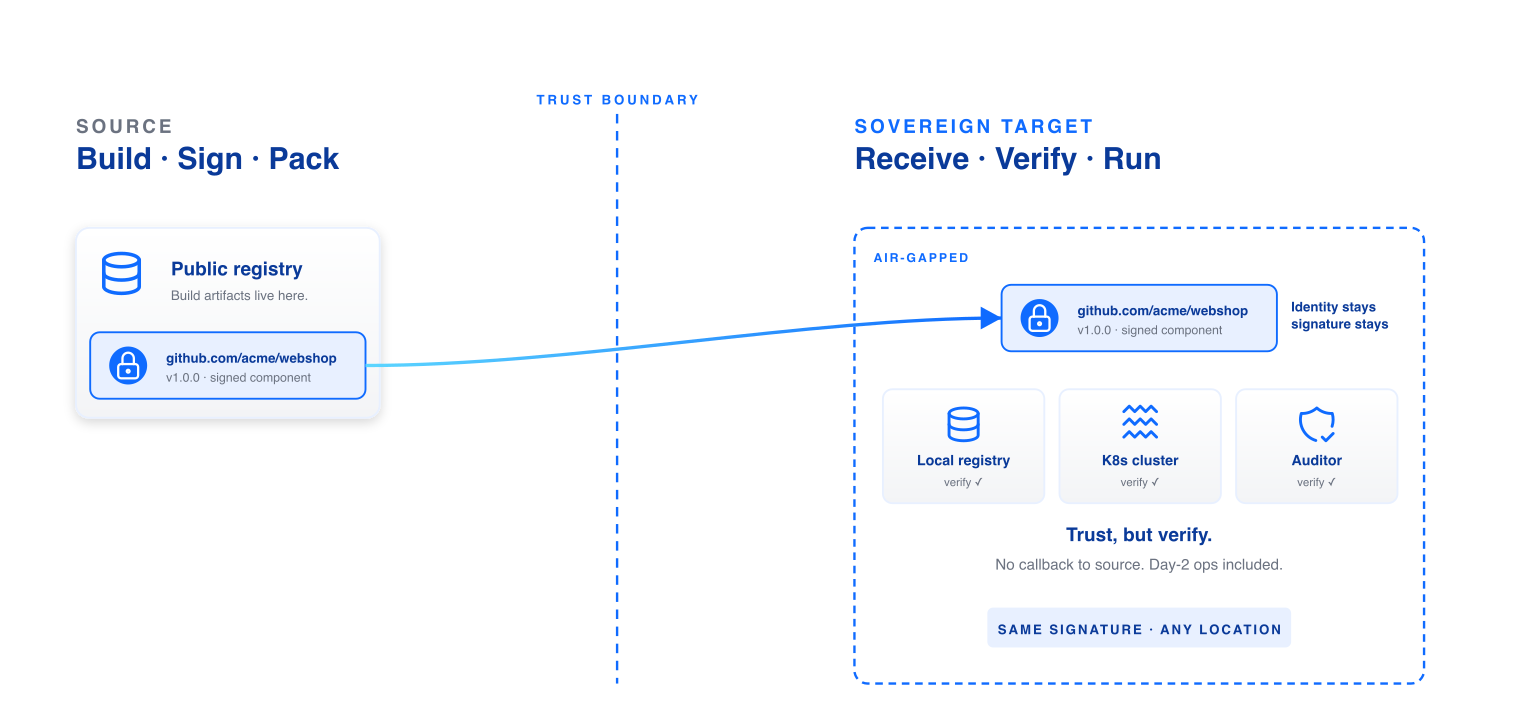 TRUST BOUNDARY
SOURCE
Build · Sign · Pack
Public registry
Build artifacts live here.
github.com/acme/webshop
v1.0.0 · signed component
SOVEREIGN TARGET
Receive · Verify · Run
AIR-GAPPED
github.com/acme/webshop
v1.0.0 · signed component
Identity stays
signature stays
Local registry
verify ✓
K8s cluster
verify ✓
Auditor
verify ✓
Trust, but verify.
No callback to source. Day-2 ops included.
SAME SIGNATURE · ANY LOCATION